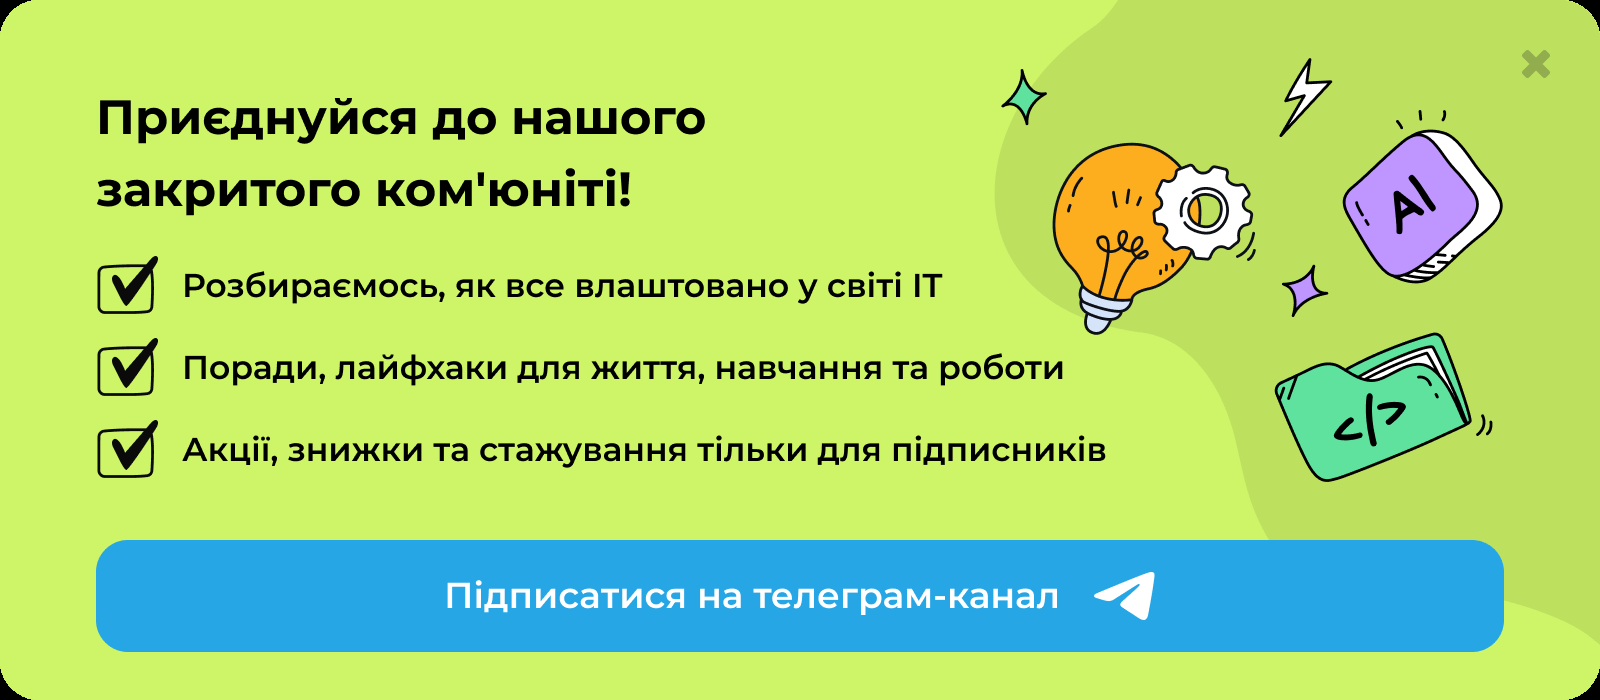 Приєднуйся до нашого
закритого ком'юніті!
Розбираємось, як все влаштовано у світі ІТ
Поради, лайфхаки для життя, навчання та роботи
Акції, знижки та стажування тільки для підписників
AI
</>
Підписатися на телеграм-канал